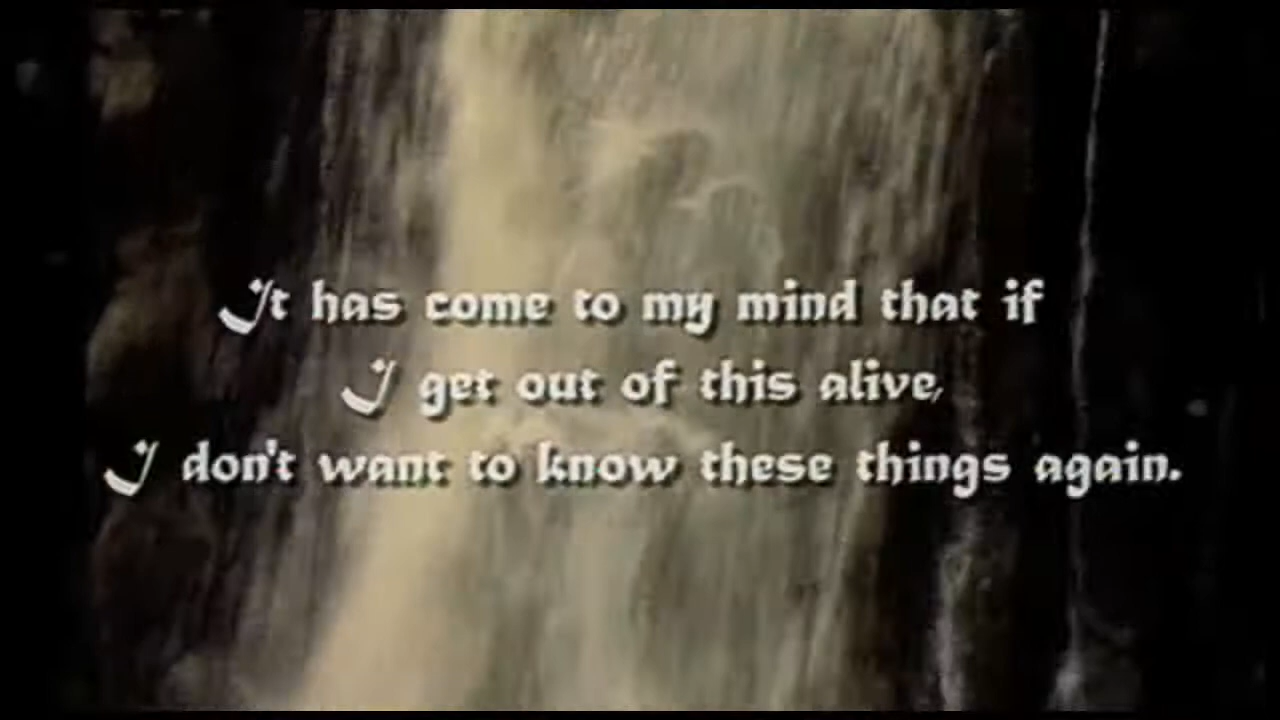 It has come to my mind that if
I get out of this alive,
I don't want to know these things again.